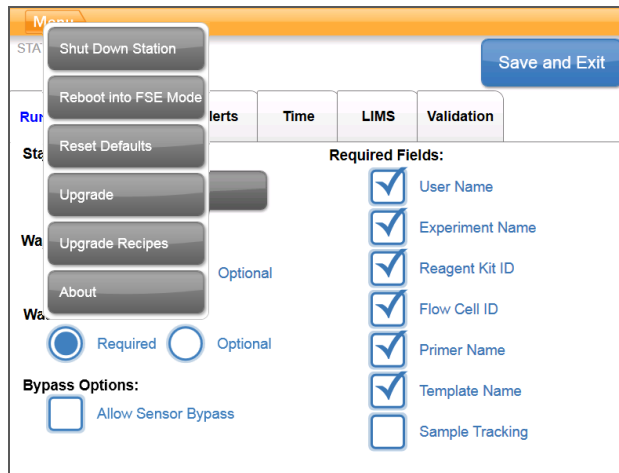 Menu
STA
Shut Down Station
Save and Exit
Reboot into FSE Mode
Run
lerts
Time
LIMS
Validation
Reset Defaults
Sta
Required Fields:
User Name
Upgrade
Experiment Name
Wa
Upgrade Recipes
Optional
Reagent Kit ID
About
Flow Cell ID
Wa
Required
Optional
Primer Name
Bypass Options:
Template Name
Allow Sensor Bypass
Sample Tracking